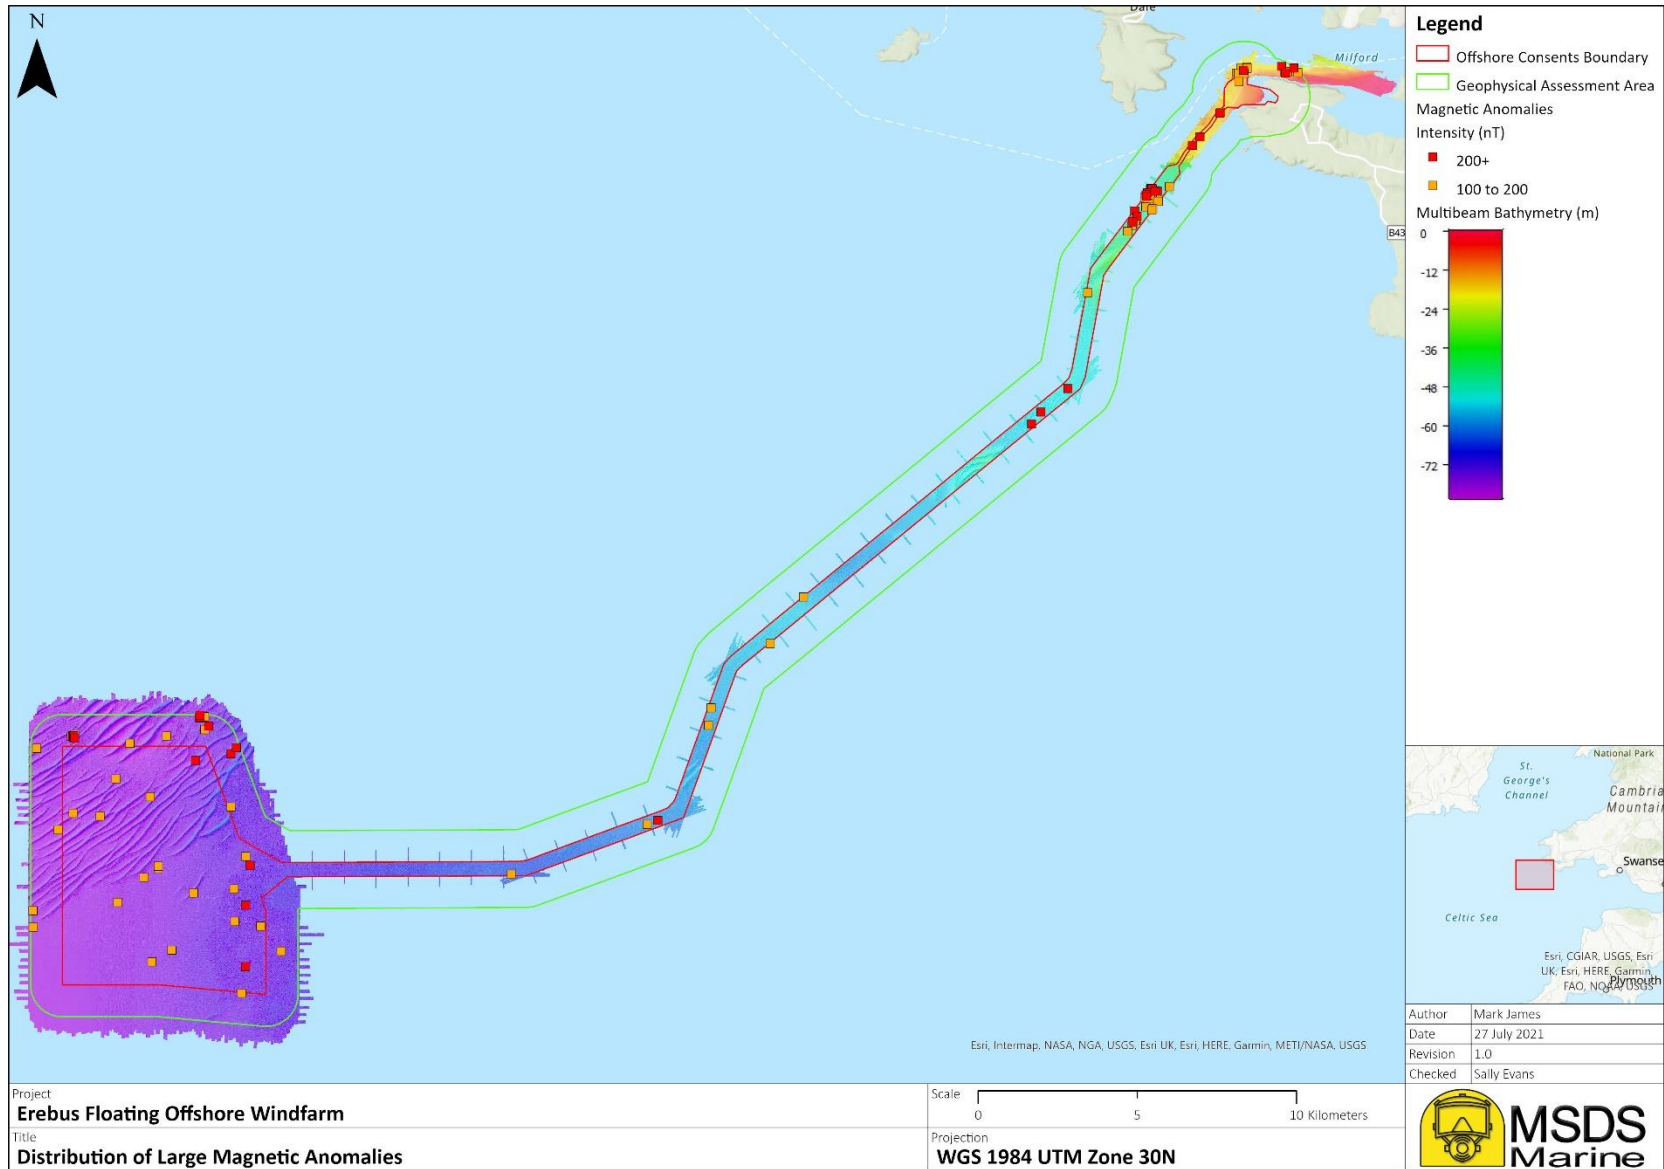 N
Dale
Milford
B43
Esri, Intermap, NASA, NGA, USGS, Esri UK, Esri, HERE, Garmin, METI/NASA, USGS
Legend
Offshore Consents Boundary
Geophysical Assessment Area
Magnetic Anomalies
Intensity (nT)
200+
100 to 200
Multibeam Bathymetry (m)
0
-12
-24
-36
-48
-60
-72
National Park
St.
George's
Channel
Cambria
Mountain
Swanse
Celtic Sea
Esri, CGIAR, USGS, Esri
UK, Esri, HERE, Garmin,
FAO, NOAA, USGS
Plymouth
Author Mark James
Date 27 July 2021
Revision 1.0
Checked Sally Evans
Project
Erebus Floating Offshore Windfarm
Title
Distribution of Large Magnetic Anomalies
Scale
0 5 10 Kilometers
Projection
WGS 1984 UTM Zone 30N
MSDS
Marine